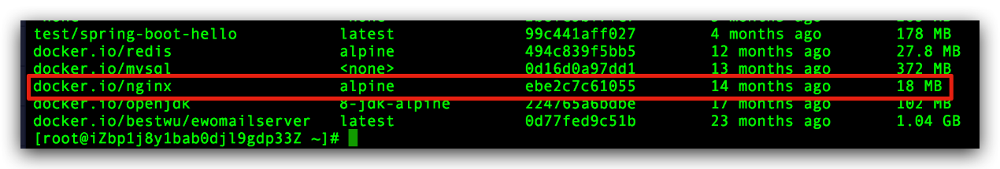 test/spring-boot-hello latest 99c441aff027 4 months ago 178 MB
docker.io/redis alpine 494c839f5bb5 12 months ago 27.8 MB
docker.io/mysql <none> 0d16d0a97dd1 13 months ago 372 MB
docker.io/nginx alpine ebe2c7c61055 14 months ago 18 MB
docker.io/openjdk 8-jdk-alpine 224765a6bdbe 17 months ago 102 MB
docker.io/bestwu/ewomailserver latest 0d77fed9c51b 23 months ago 1.04 GB
[root@iZbp1j8y1bab0djl9gdp33Z ~]#